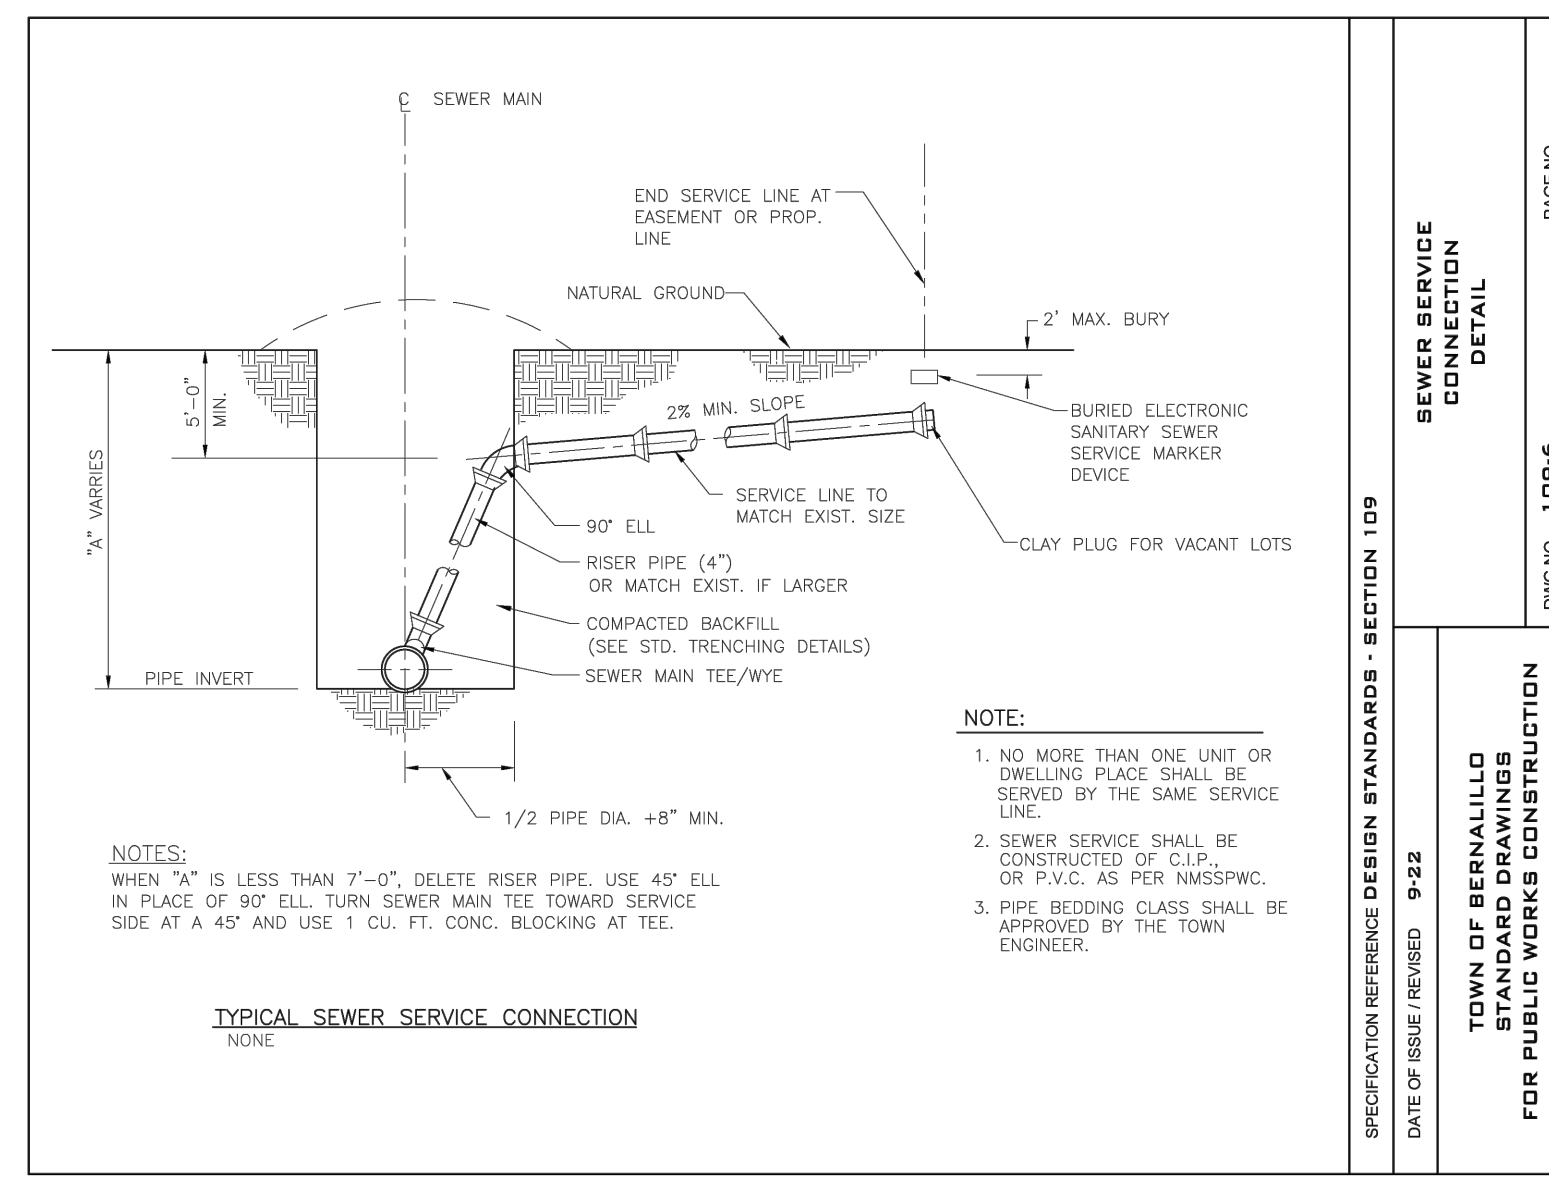 ℄ SEWER MAIN
END SERVICE LINE AT
EASEMENT OR PROP.
LINE
NATURAL GROUND
2' MAX. BURY
5'-0"
MIN.
2% MIN. SLOPE
BURIED ELECTRONIC
SANITARY SEWER
SERVICE MARKER
DEVICE
"A" VARRIES
SERVICE LINE TO
MATCH EXIST. SIZE
90° ELL
CLAY PLUG FOR VACANT LOTS
RISER PIPE (4")
OR MATCH EXIST. IF LARGER
COMPACTED BACKFILL
(SEE STD. TRENCHING DETAILS)
SEWER MAIN TEE/WYE
PIPE INVERT
1/2 PIPE DIA. +8" MIN.
NOTES:
WHEN "A" IS LESS THAN 7'-0", DELETE RISER PIPE. USE 45° ELL
IN PLACE OF 90° ELL. TURN SEWER MAIN TEE TOWARD SERVICE
SIDE AT A 45° AND USE 1 CU. FT. CONC. BLOCKING AT TEE.
TYPICAL SEWER SERVICE CONNECTION
NONE
NOTE:
1. NO MORE THAN ONE UNIT OR
DWELLING PLACE SHALL BE
SERVED BY THE SAME SERVICE
LINE.
2. SEWER SERVICE SHALL BE
CONSTRUCTED OF C.I.P.,
OR P.V.C. AS PER NMSSPWC.
3. PIPE BEDDING CLASS SHALL BE
APPROVED BY THE TOWN
ENGINEER.
SPECIFICATION REFERENCE DESIGN STANDARDS - SECTION 109
DATE OF ISSUE / REVISED 9-22
SEWER SERVICE
CONNECTION
DETAIL
TOWN OF BERNALILLO
STANDARD DRAWINGS
FOR PUBLIC WORKS CONSTRUCTION